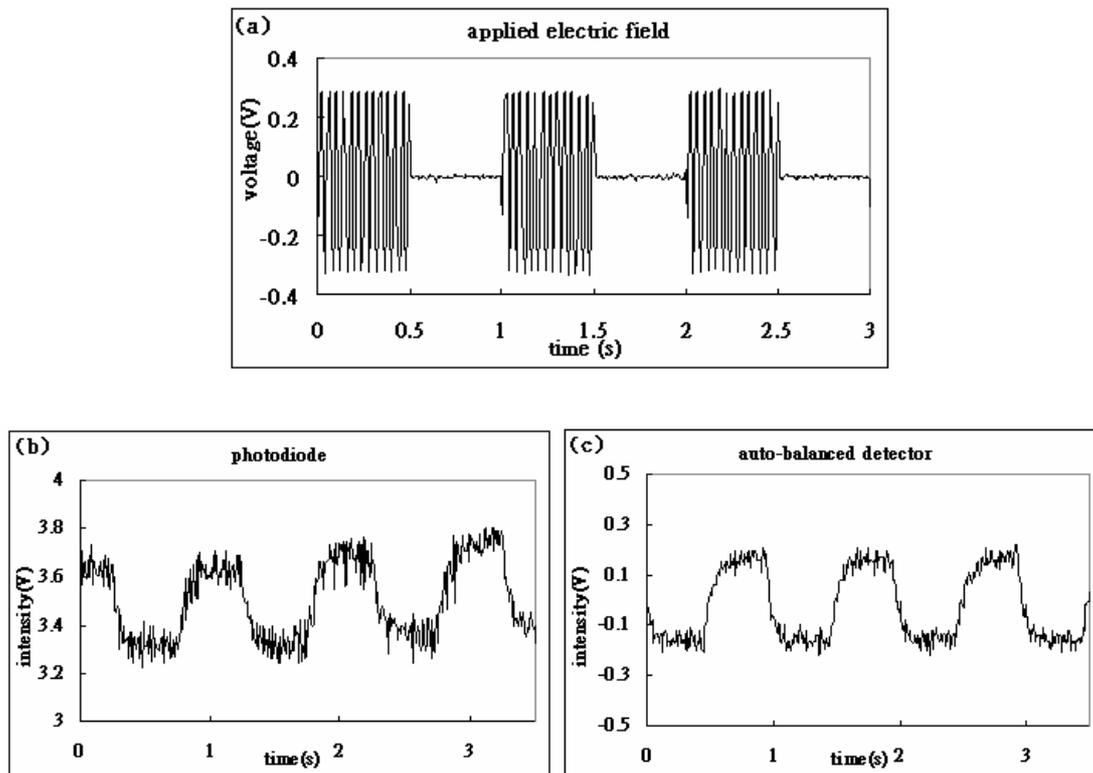 (a)
applied electric field
voltage(V)
0.4
0.2
0
-0.2
-0.4
0 0.5 1 1.5 2 2.5 3
time (s)
(b)
photodiode
intensity(V)
4
3.8
3.6
3.4
3.2
3
0 1 2 3
time(s)
(c)
auto-balanced detector
intensity(V)
0.5
0.3
0.1
-0.1
-0.3
-0.5
0 1 2 3
time(s)